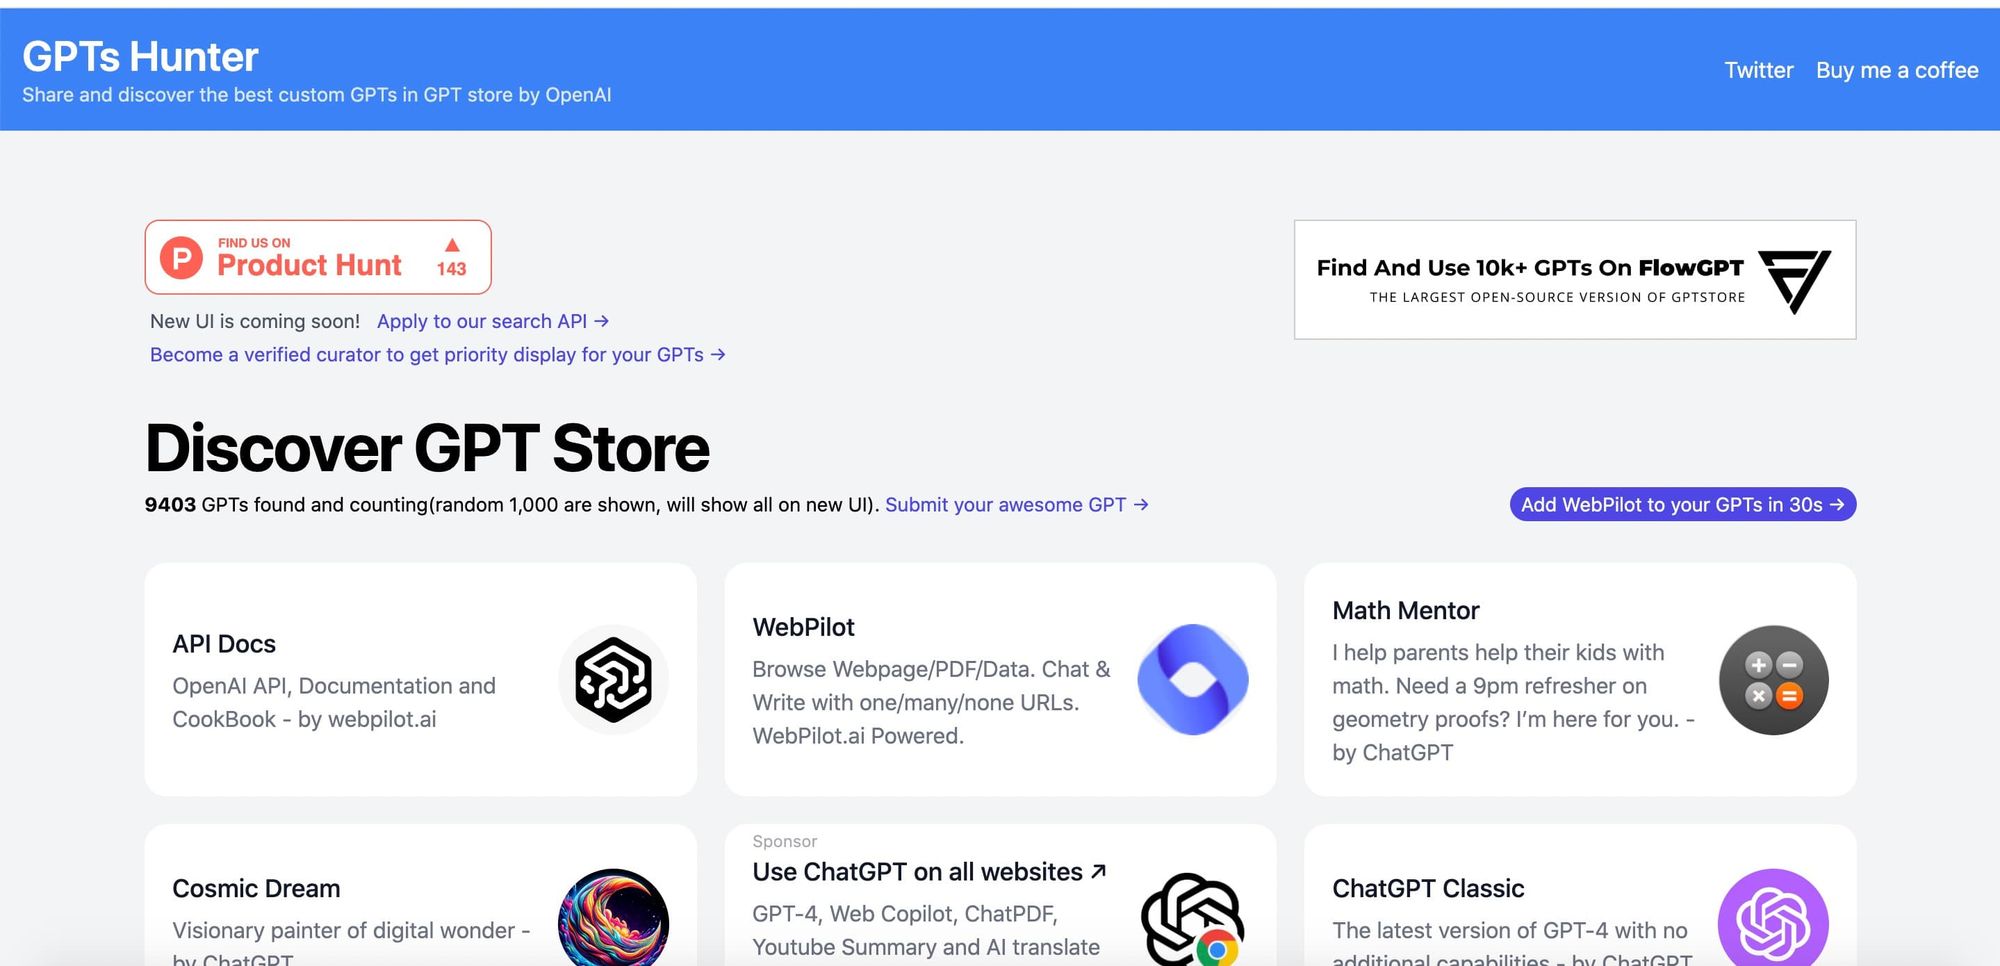 GPTs Hunter
Share and discover the best custom GPTs in GPT store by OpenAI
Twitter
Buy me a coffee
P
FIND US ON
Product Hunt
▲
143
New UI is coming soon! Apply to our search API →
Become a verified curator to get priority display for your GPTs →
Find And Use 10k+ GPTs On FlowGPT
THE LARGEST OPEN-SOURCE VERSION OF GPTSTORE
Discover GPT Store
9403 GPTs found and counting(random 1,000 are shown, will show all on new UI). Submit your awesome GPT →
Add WebPilot to your GPTs in 30s →
API Docs
OpenAI API, Documentation and
CookBook - by webpilot.ai
WebPilot
Browse Webpage/PDF/Data. Chat &
Write with one/many/none URLs.
WebPilot.ai Powered.
Math Mentor
I help parents help their kids with
math. Need a 9pm refresher on
geometry proofs? I’m here for you. -
by ChatGPT
Cosmic Dream
Visionary painter of digital wonder -
by ChatGPT
Sponsor
Use ChatGPT on all websites ↗
GPT-4, Web Copilot, ChatPDF,
Youtube Summary and AI translate
ChatGPT Classic
The latest version of GPT-4 with no
additional capabilities - by ChatGPT